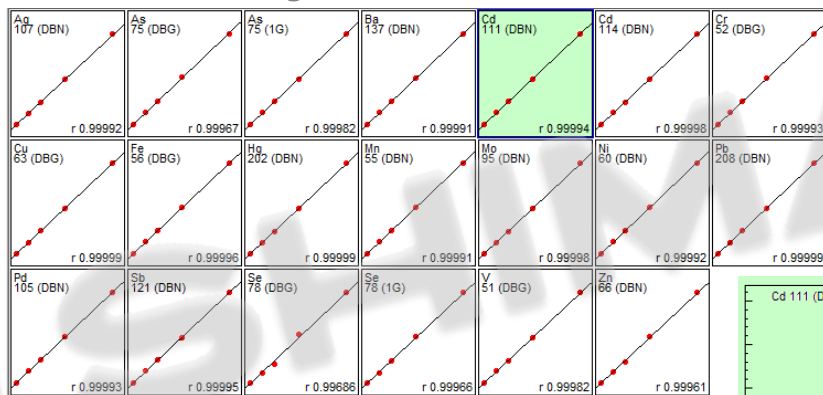 Ag
107 (DBN)
r 0.99992
As
75 (DBG)
r 0.99967
As
75 (1G)
r 0.99982
Ba
137 (DBN)
r 0.99991
Cd
111 (DBN)
r 0.99994
Cd
114 (DBN)
r 0.99998
Cr
52 (DBG)
r 0.99993
Cu
63 (DBG)
r 0.99999
Fe
56 (DBG)
r 0.99996
Hg
202 (DBN)
r 0.99999
Mn
55 (DBN)
r 0.99991
Mo
95 (DBN)
r 0.99998
Ni
60 (DBN)
r 0.99992
Pb
208 (DBN)
r 0.99999
Pd
105 (DBN)
r 0.99993
Sb
121 (DBN)
r 0.99995
Se
78 (DBG)
r 0.99686
Se
78 (1G)
r 0.99966
V
51 (DBG)
r 0.99982
Zn
66 (DBN)
r 0.99961
Cd 111 (D
SHIM